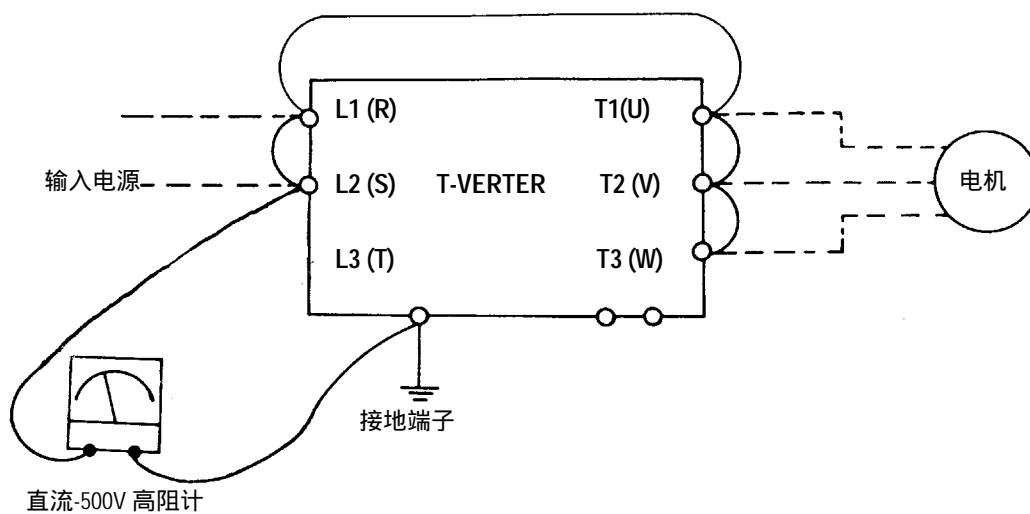 L1 (R) T1(U)
输入电源 L2 (S) T-VERTER T2 (V) 电机
L3 (T) T3 (W)
接地端子
直流-500V 高阻计